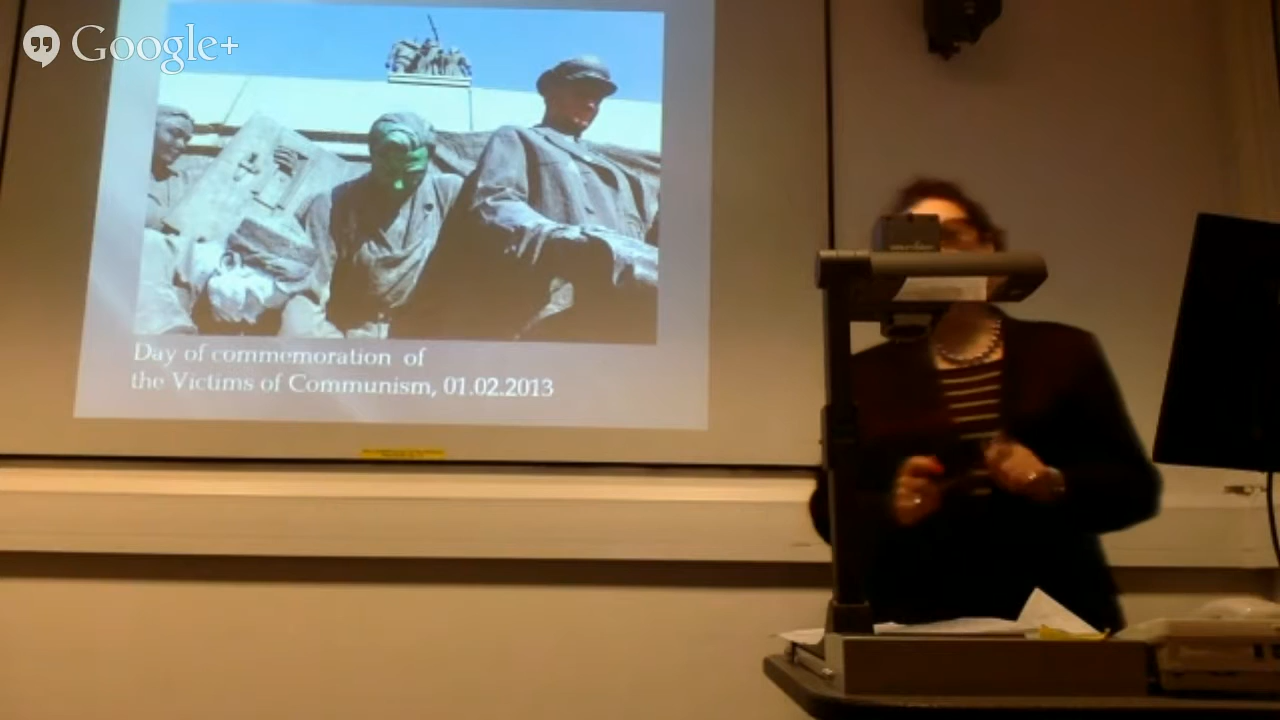 Google+
Day of commemoration of
the Victims of Communism, 01.02.2013